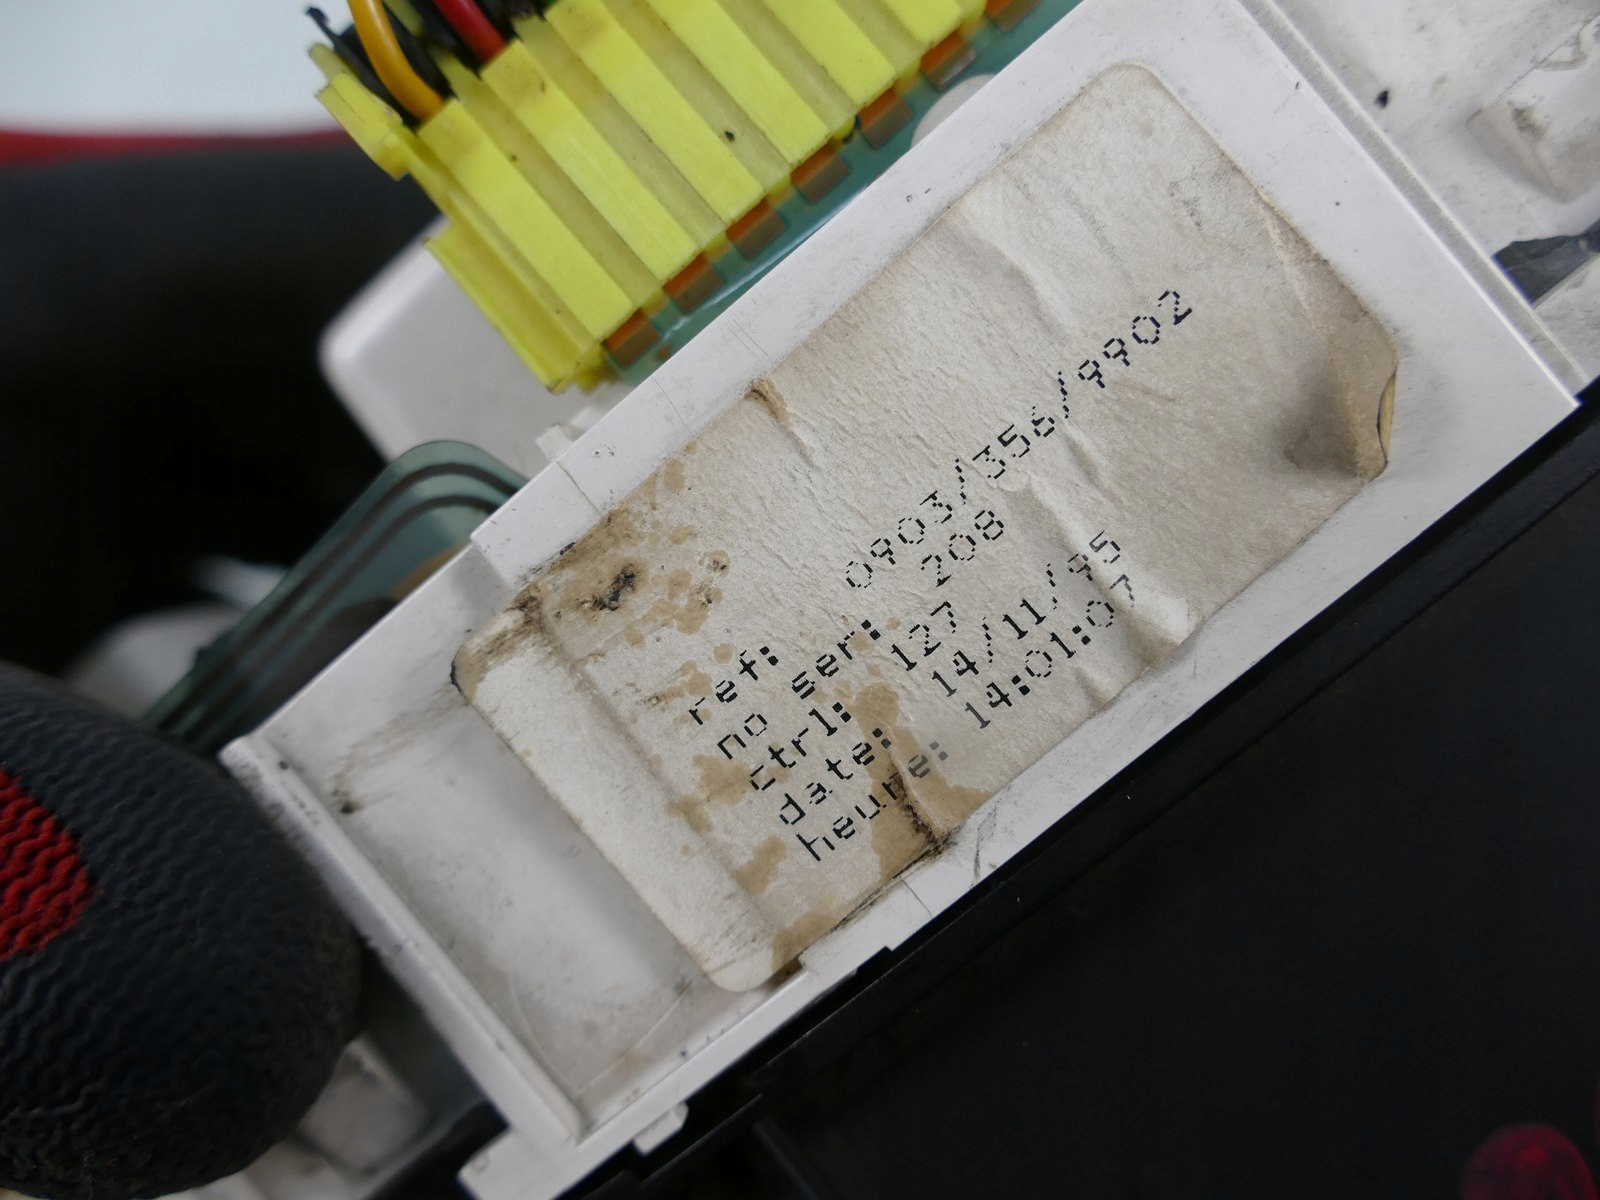 ref: 0903/356/9902
no ser: 208
ctrl: 127
date: 14/11/95
heure: 14:01:07